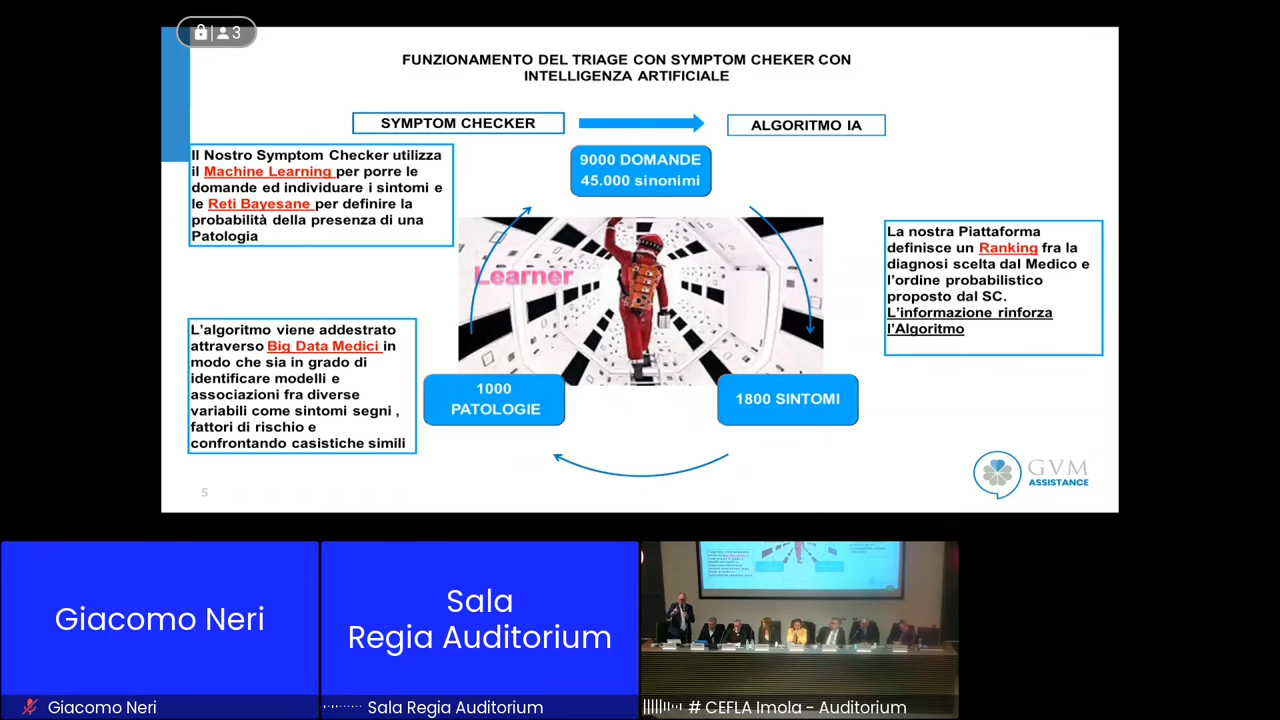 3
FUNZIONAMENTO DEL TRIAGE CON SYMPTOM CHEKER CON
INTELLIGENZA ARTIFICIALE
SYMPTOM CHECKER
ALGORITMO IA
Il Nostro Symptom Checker utilizza
il Machine Learning per porre le
domande ed individuare i sintomi e
le Reti Bayesane per definire la
probabilità della presenza di una
Patologia
9000 DOMANDE
45.000 sinonimi
Learner
La nostra Piattaforma
definisce un Ranking fra la
diagnosi scelta dal Medico e
l'ordine probabilistico
proposto dal SC.
L'informazione rinforza
l'Algoritmo
L'algoritmo viene addestrato
attraverso Big Data Medici in
modo che sia in grado di
identificare modelli e
associazioni fra diverse
variabili come sintomi segni ,
fattori di rischio e
confrontando casistiche simili
1000
PATOLOGIE
1800 SINTOMI
5
GVM
ASSISTANCE
Giacomo Neri
Sala
Regia Auditorium
Giacomo Neri
Sala Regia Auditorium
# CEFLA Imola - Auditorium